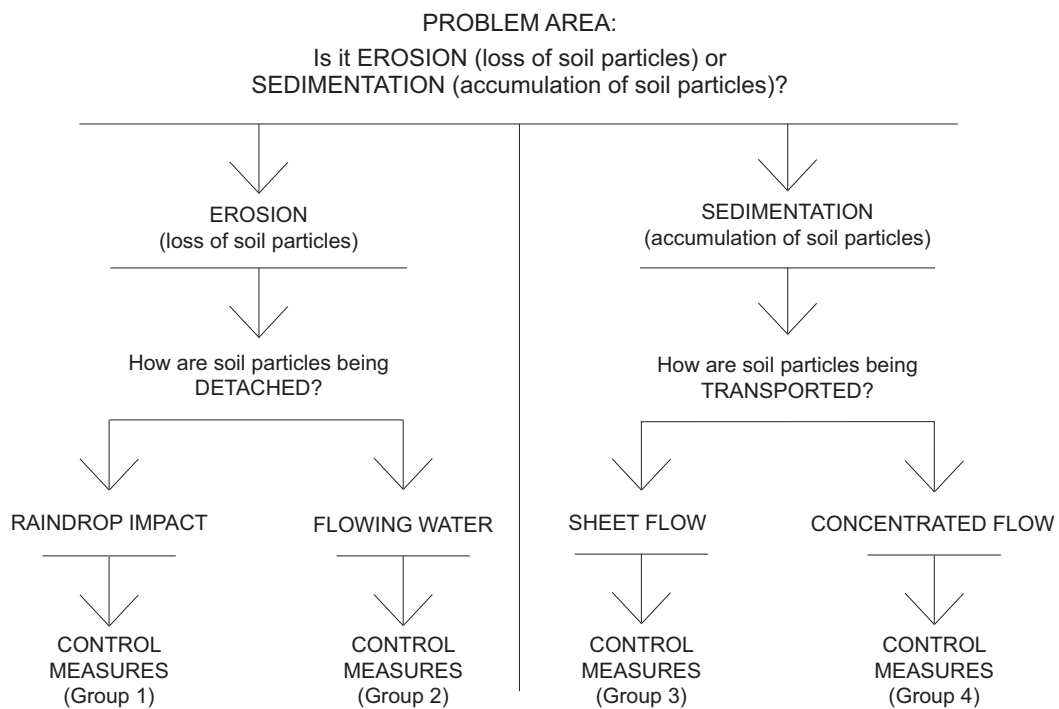 PROBLEM AREA:
Is it EROSION (loss of soil particles) or
SEDIMENTATION (accumulation of soil particles)?
EROSION
(loss of soil particles)
How are soil particles being
DETACHED?
RAINDROP IMPACT
CONTROL
MEASURES
(Group 1)
FLOWING WATER
CONTROL
MEASURES
(Group 2)
SEDIMENTATION
(accumulation of soil particles)
How are soil particles being
TRANSPORTED?
SHEET FLOW
CONTROL
MEASURES
(Group 3)
CONCENTRATED FLOW
CONTROL
MEASURES
(Group 4)